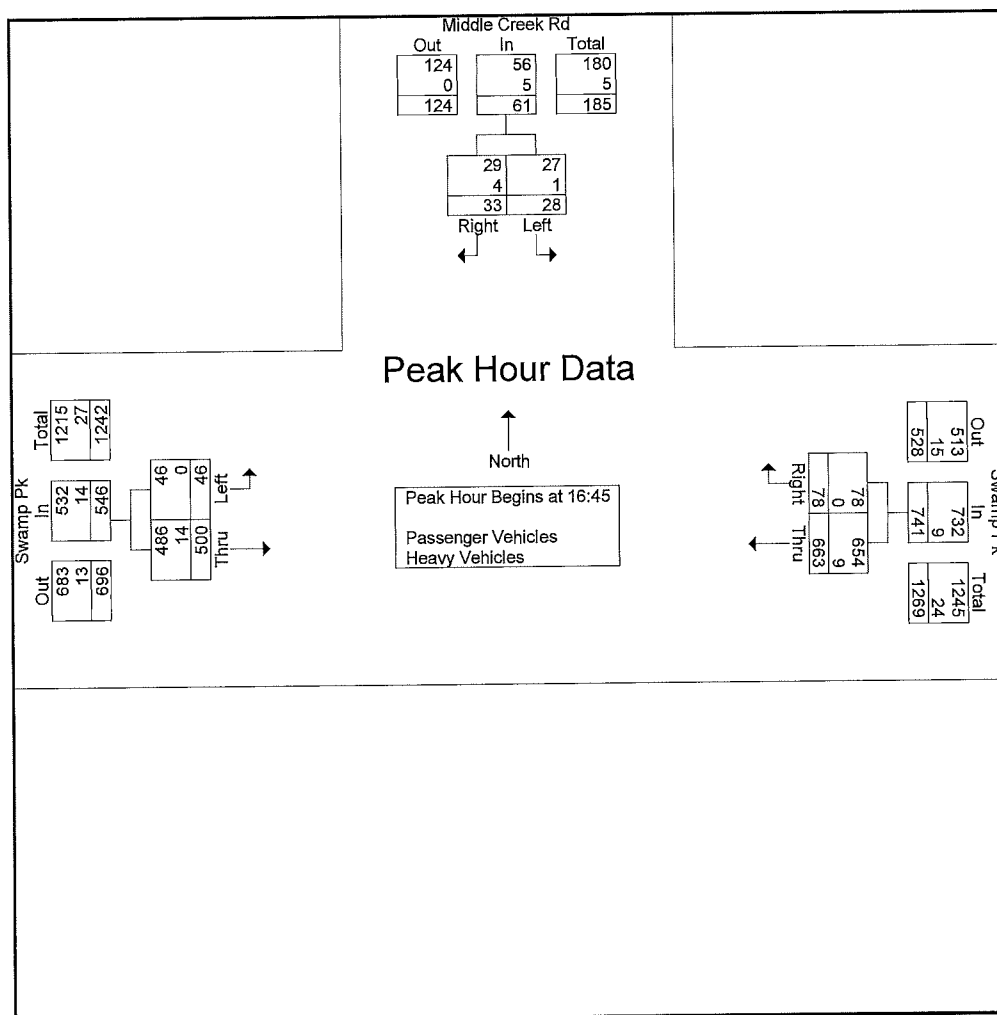 Middle Creek Rd
Out In Total
124 56 180
0 5 5
124 61 185
29 27
4 1
33 28
Right Left
Peak Hour Data
North
Peak Hour Begins at 16:45
Passenger Vehicles
Heavy Vehicles
Swamp Pk
Out In Total
683 532 1215
13 14 27
696 546 1242
486 46
14 0
500 46
Thru Left
Swamp Pk
Out In Total
513 732 1245
15 9 24
528 741 1269
78 654
0 9
78 663
Right Thru